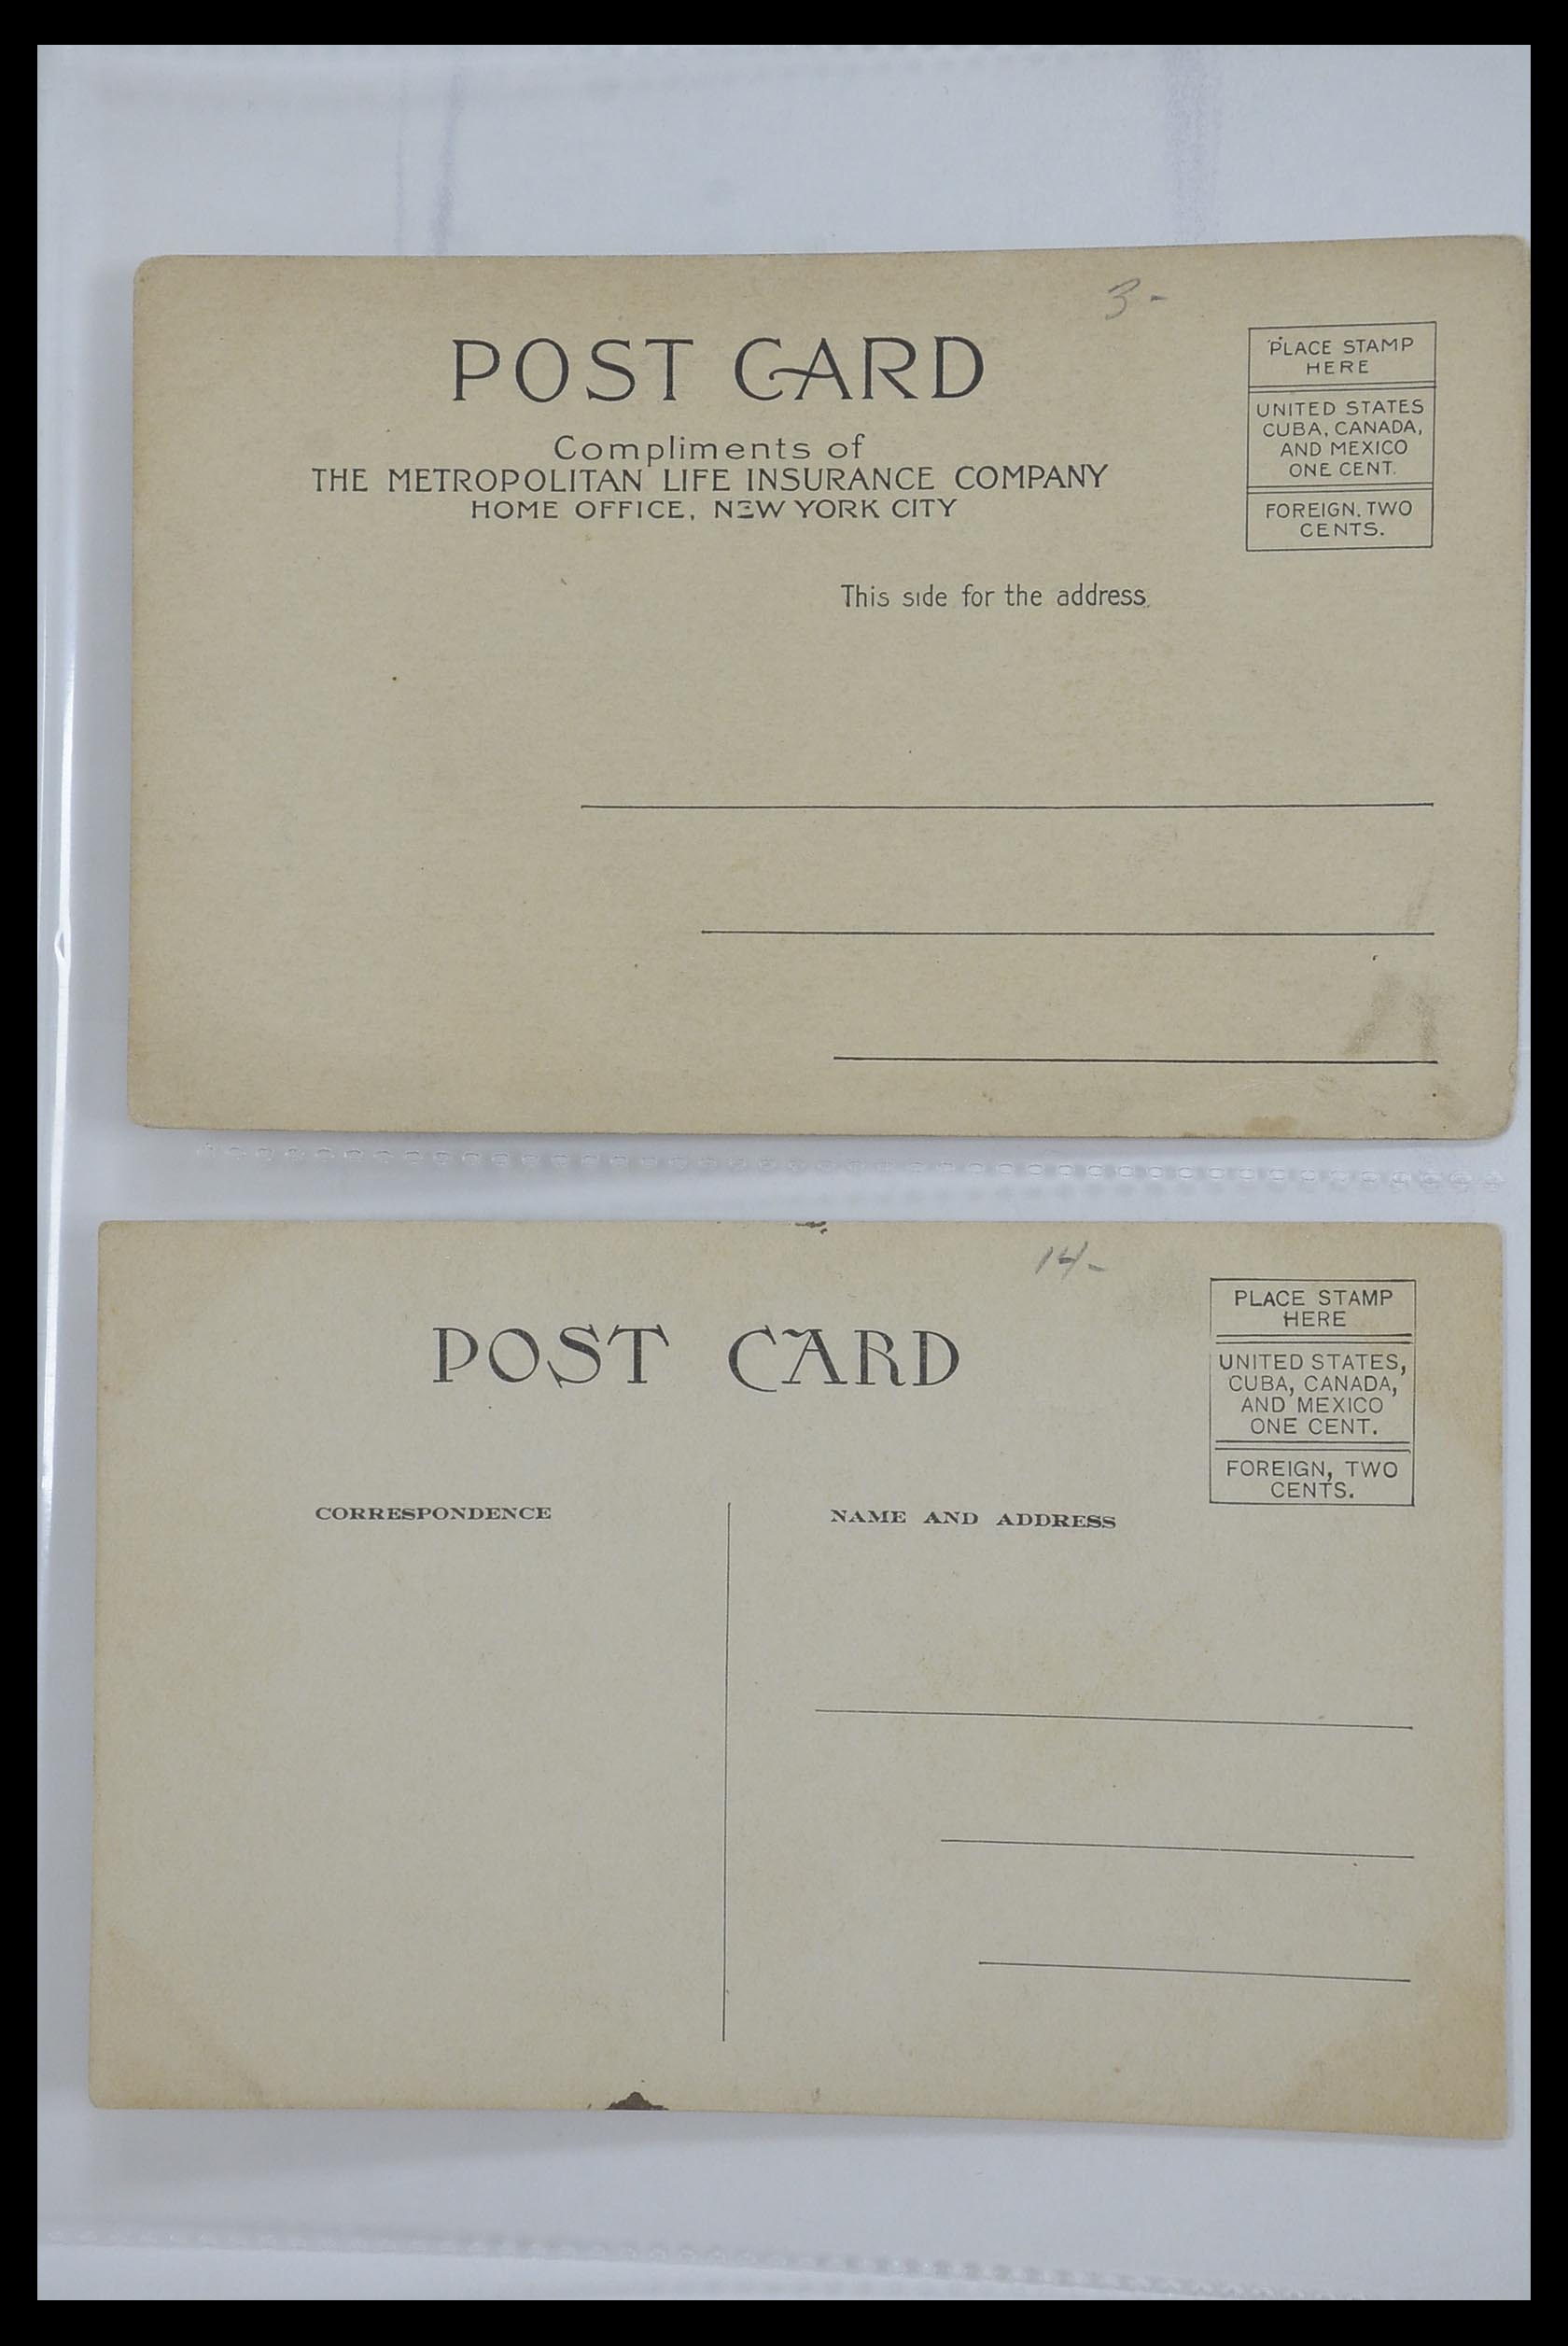 3-
POST CARD
Compliments of
THE METROPOLITAN LIFE INSURANCE COMPANY
HOME OFFICE, NEW YORK CITY
PLACE STAMP
HERE
UNITED STATES
CUBA, CANADA,
AND MEXICO
ONE CENT.
FOREIGN. TWO
CENTS.
This side for the address.
14-
POST CARD
PLACE STAMP
HERE
UNITED STATES,
CUBA, CANADA,
AND MEXICO
ONE CENT.
FOREIGN, TWO
CENTS.
CORRESPONDENCE
NAME AND ADDRESS